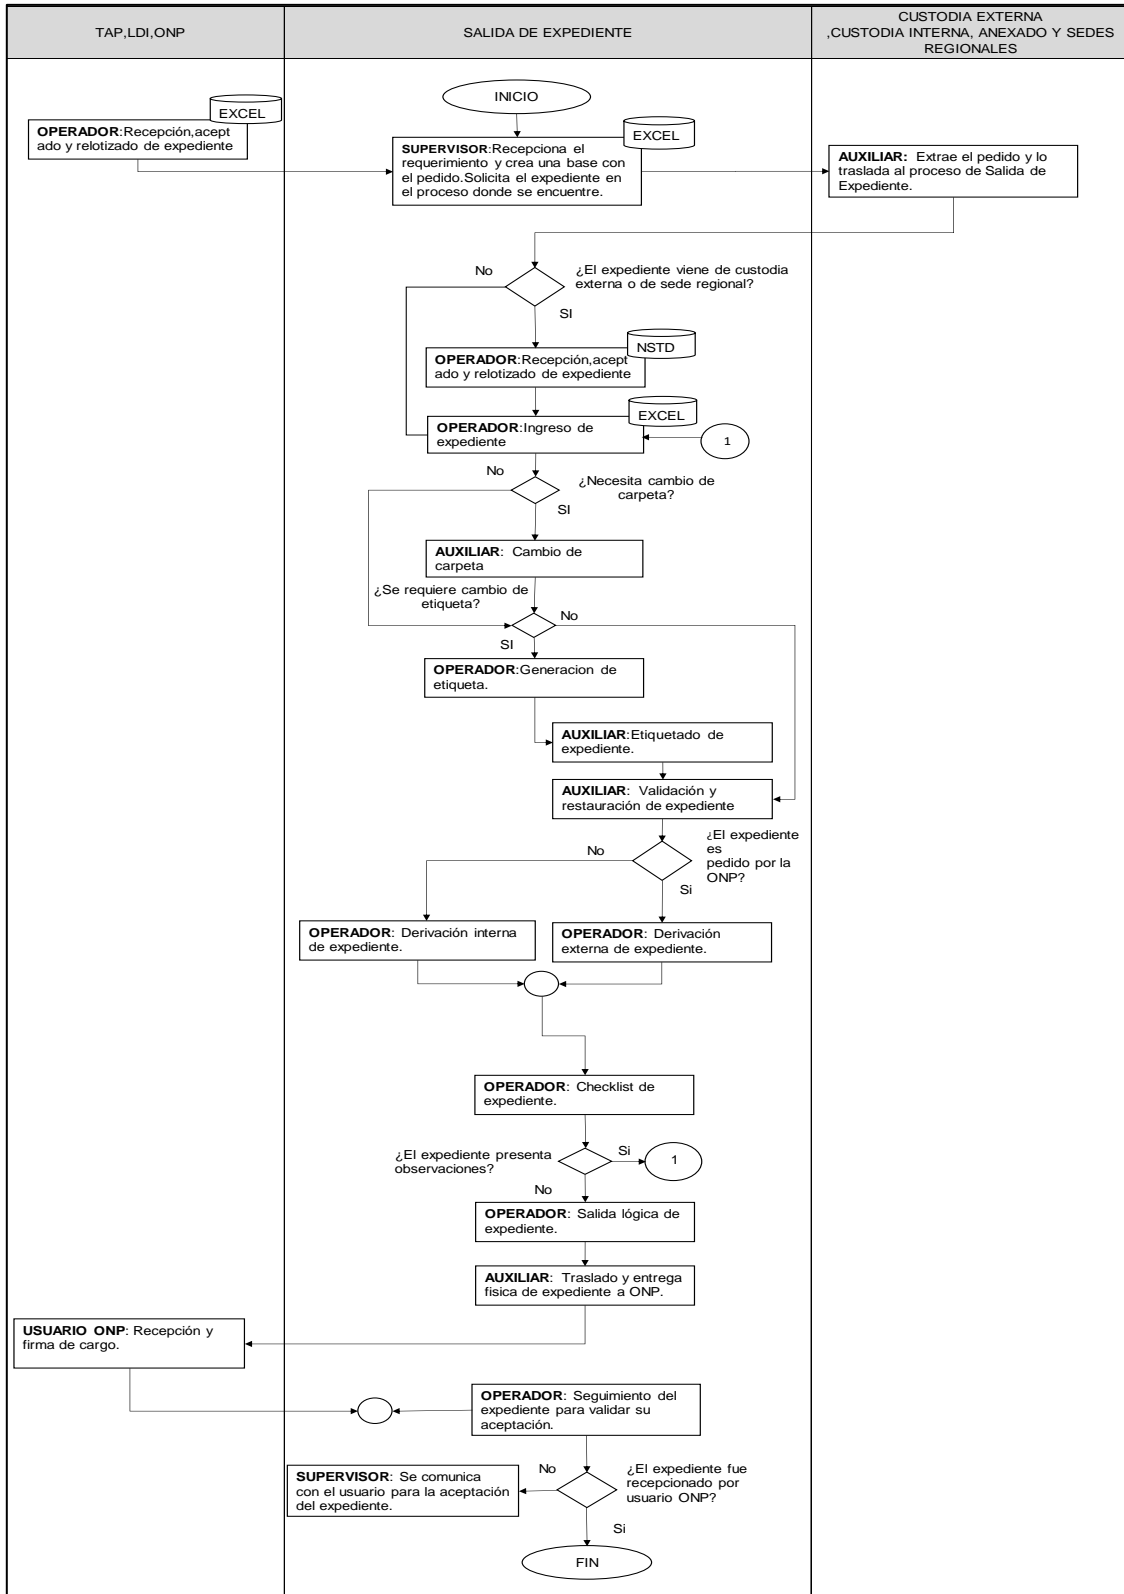 TAP,LDI,ONP
SALIDA DE EXPEDIENTE
CUSTODIA EXTERNA
,CUSTODIA INTERNA, ANEXADO Y SEDES
REGIONALES
INICIO
EXCEL
OPERADOR:Recepción,acept
ado y relotizado de expediente
EXCEL
SUPERVISOR:Recepciona el
requerimiento y crea una base con
el pedido.Solicita el expediente en
el proceso donde se encuentre.
AUXILIAR: Extrae el pedido y lo
traslada al proceso de Salida de
Expediente.
No
¿El expediente viene de custodia
externa o de sede regional?
SI
NSTD
OPERADOR:Recepción,acept
ado y relotizado de expediente
EXCEL
OPERADOR:Ingreso de
expediente
1
No
¿Necesita cambio de
carpeta?
SI
AUXILIAR: Cambio de
carpeta
¿Se requiere cambio de
etiqueta?
No
SI
OPERADOR:Generacion de
etiqueta.
AUXILIAR:Etiquetado de
expediente.
AUXILIAR: Validación y
restauración de expediente
¿El expediente
es
pedido por la
ONP?
No
Si
OPERADOR: Derivación interna
de expediente.
OPERADOR: Derivación
externa de expediente.
OPERADOR: Checklist de
expediente.
¿El expediente presenta
observaciones?
Si
1
No
OPERADOR: Salida lógica de
expediente.
AUXILIAR: Traslado y entrega
fisica de expediente a ONP.
USUARIO ONP: Recepción y
firma de cargo.
OPERADOR: Seguimiento del
expediente para validar su
aceptación.
SUPERVISOR: Se comunica
con el usuario para la aceptación
del expediente.
No
¿El expediente fue
recepcionado por
usuario ONP?
Si
FIN